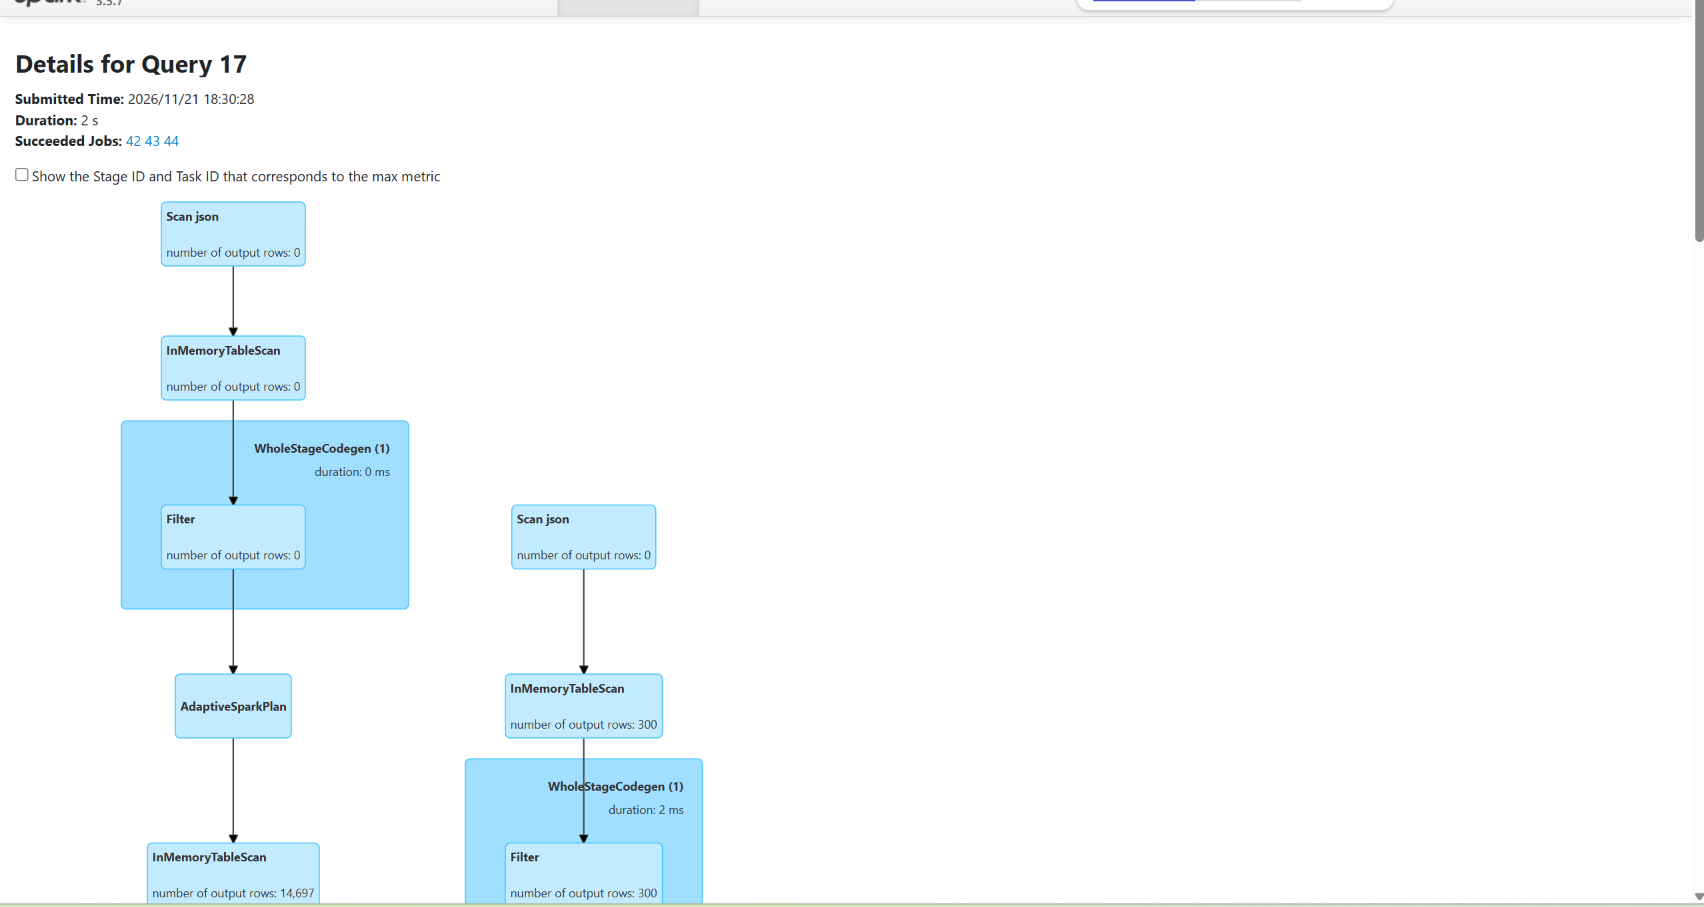 3.5.7
Details for Query 17
Submitted Time: 2026/11/21 18:30:28
Duration: 2 s
Succeeded Jobs: 42 43 44
Show the Stage ID and Task ID that corresponds to the max metric
Scan json
number of output rows: 0
InMemoryTableScan
number of output rows: 0
WholeStageCodegen (1)
duration: 0 ms
Filter
number of output rows: 0
Scan json
number of output rows: 0
AdaptiveSparkPlan
InMemoryTableScan
number of output rows: 300
WholeStageCodegen (1)
duration: 2 ms
InMemoryTableScan
number of output rows: 14,697
Filter
number of output rows: 300